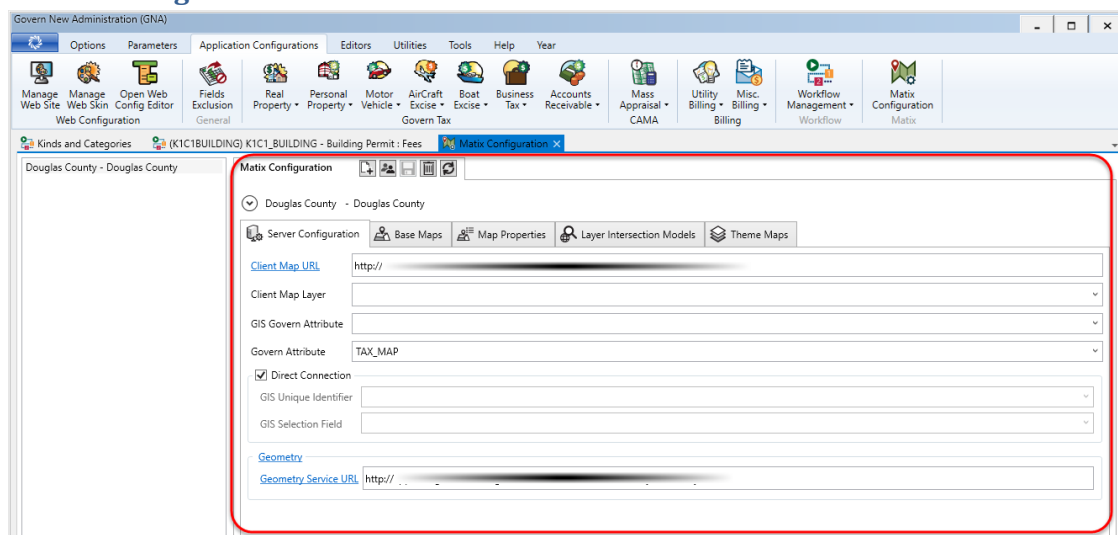 Govern New Administration (GNA)
Options Parameters Application Configurations Editors Utilities Tools Help Year
Manage Web Site Manage Web Skin Open Web Config Editor Fields Exclusion Real Property Personal Property Motor Vehicle AirCraft Excise Boat Excise Business Tax Accounts Receivable Mass Appraisal Utility Billing Misc. Billing Workflow Management Matix Configuration
Web Configuration General Govern Tax CAMA Billing Workflow Matix
Kinds and Categories (K1C1BUILDING) K1C1_BUILDING - Building Permit : Fees Matix Configuration
Douglas County - Douglas County
Matix Configuration
Douglas County - Douglas County
Server Configuration Base Maps Map Properties Layer Intersection Models Theme Maps
Client Map URL http://
Client Map Layer
GIS Govern Attribute
Govern Attribute TAX_MAP
Direct Connection
GIS Unique Identifier
GIS Selection Field
Geometry
Geometry Service URL http://